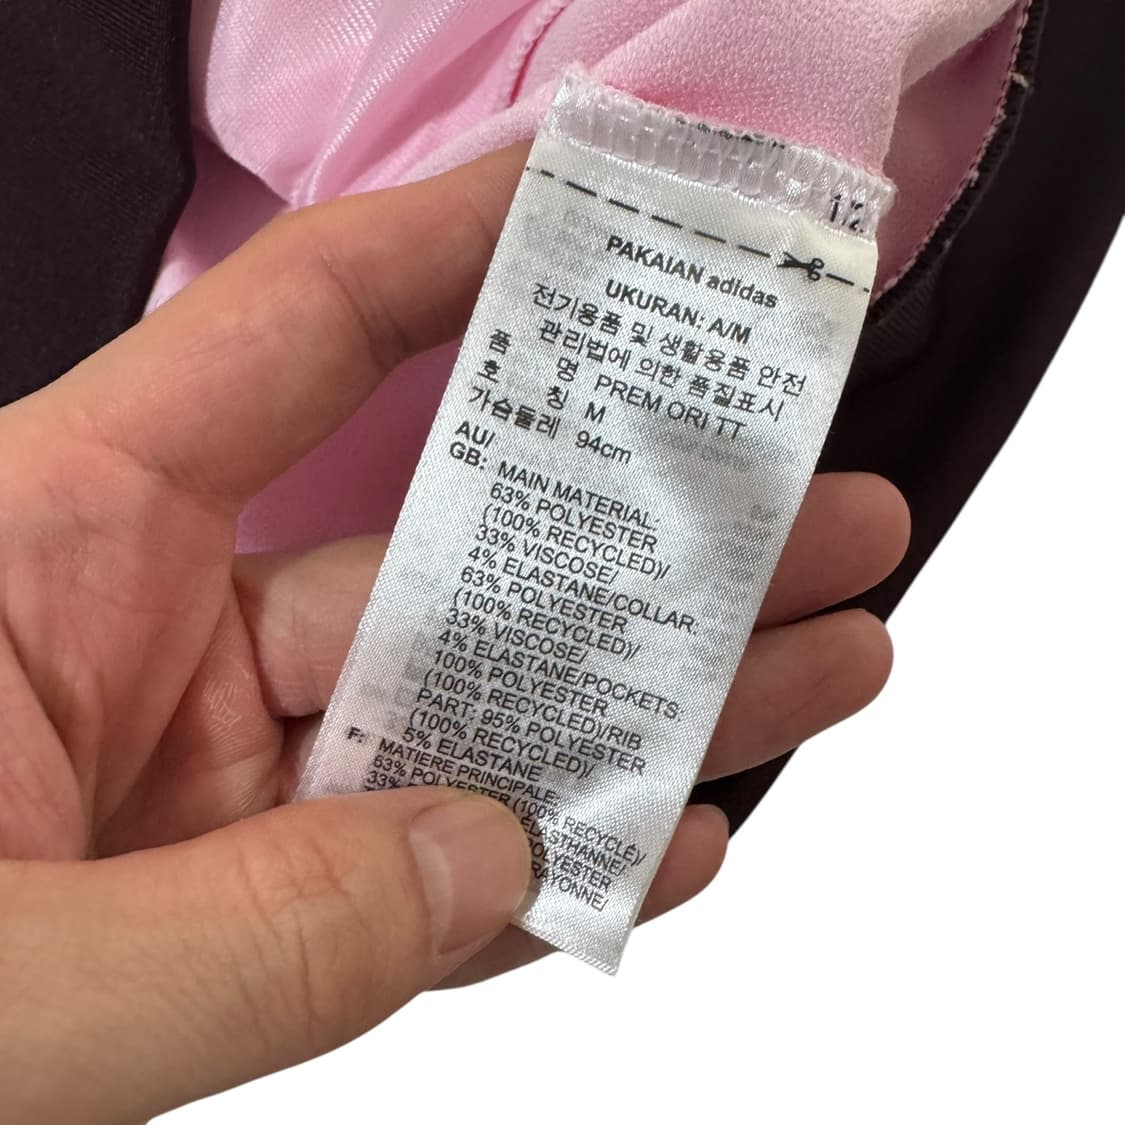 PAKAIAN adidas
UKURAN: A/M
전기용품 및 생활용품 안전
관리법에 의한 품질표시
품 명 PREM ORI TT
호 칭 M
가슴둘레 94cm
AU/
GB: MAIN MATERIAL:
63% POLYESTER
(100% RECYCLED)/
33% VISCOSE/
4% ELASTANE/COLLAR:
63% POLYESTER
(100% RECYCLED)/
33% VISCOSE/
4% ELASTANE/POCKETS:
100% POLYESTER
(100% RECYCLED)/RIB
PART: 95% POLYESTER
(100% RECYCLED)/
5% ELASTANE
F: MATIERE PRINCIPALE:
63% POLYESTER (100% RECYCLÉ)/
33% ELASTHANNE/
POLYESTER
RAYONNE/